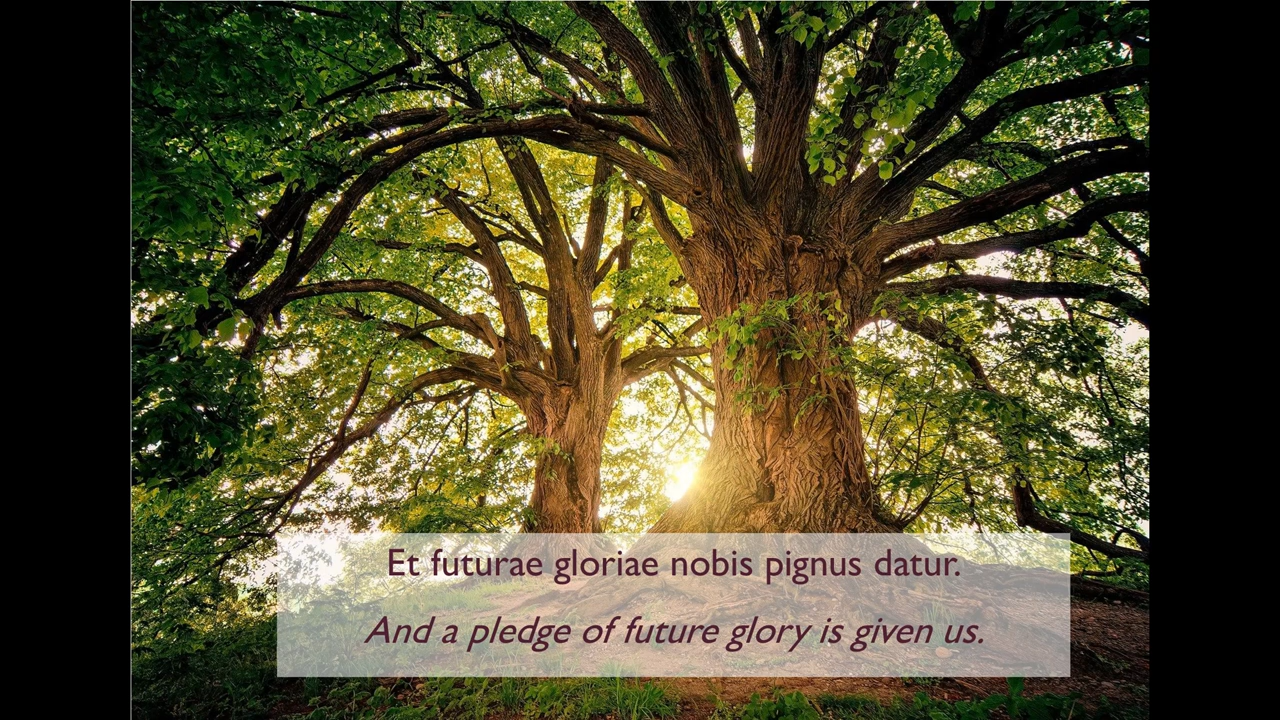 Et futurae gloriae nobis pignus datur.
And a pledge of future glory is given us.